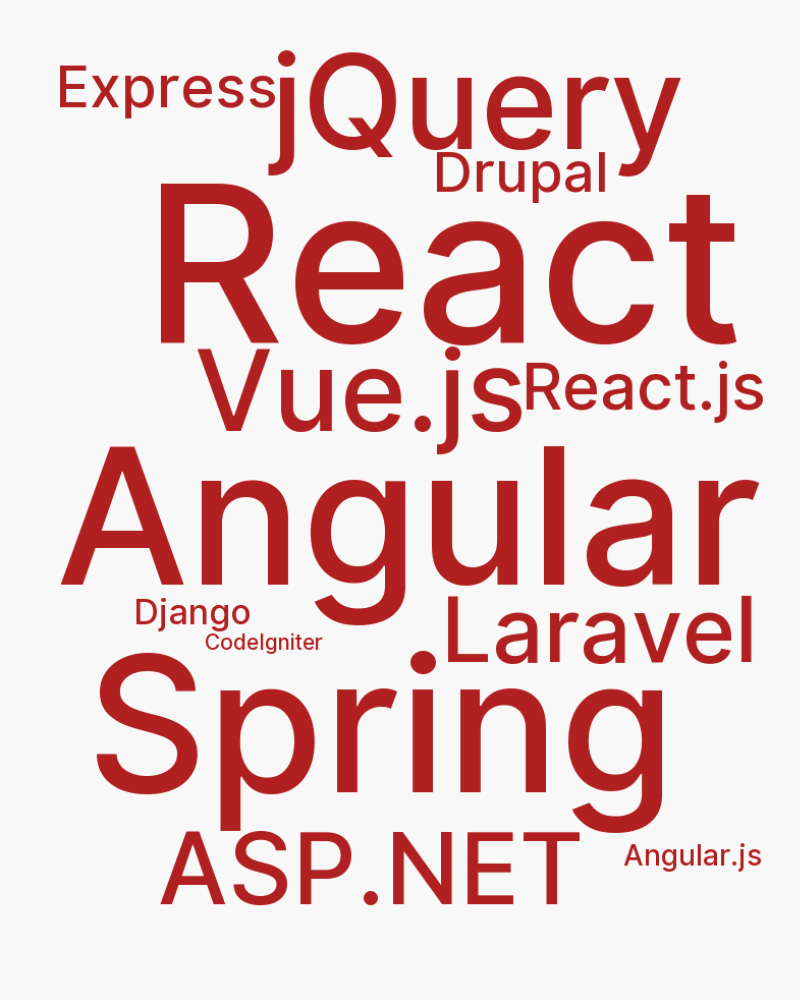 Express jQuery
Drupal
React
Vue.js React.js
Angular
Django Laravel
CodeIgniter
Spring
ASP.NET Angular.js